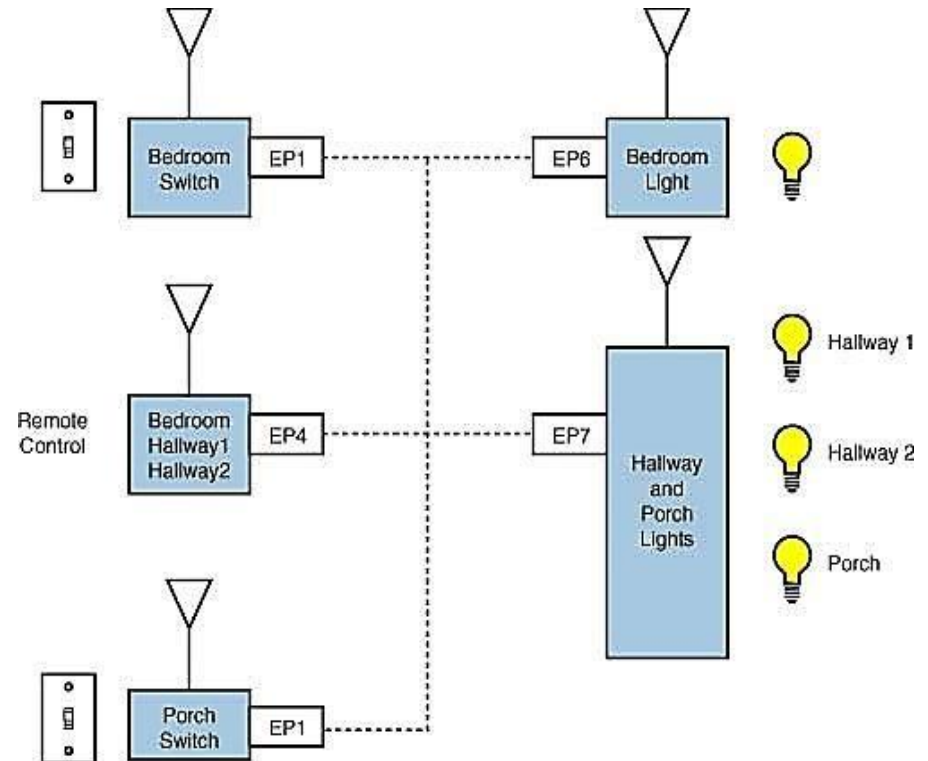 Bedroom
Switch
EP1
EP6
Bedroom
Light
Remote
Control
Bedroom
Hallway1
Hallway2
EP4
EP7
Hallway
and
Porch
Lights
Hallway 1
Hallway 2
Porch
Porch
Switch
EP1